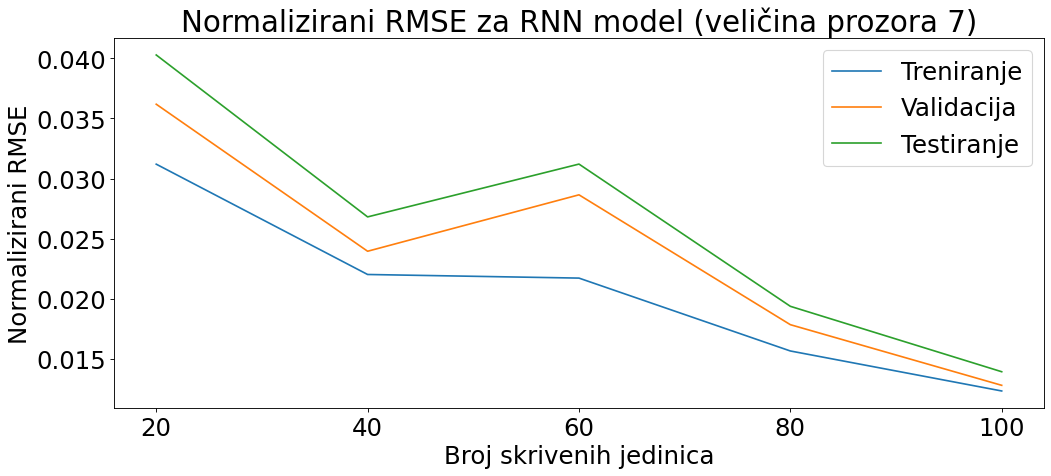 Normalizirani RMSE za RNN model (veličina prozora 7)
Treniranje
Validacija
Testiranje
Normalizirani RMSE
0.040
0.035
0.030
0.025
0.020
0.015
20 40 60 80 100
Broj skrivenih jedinica